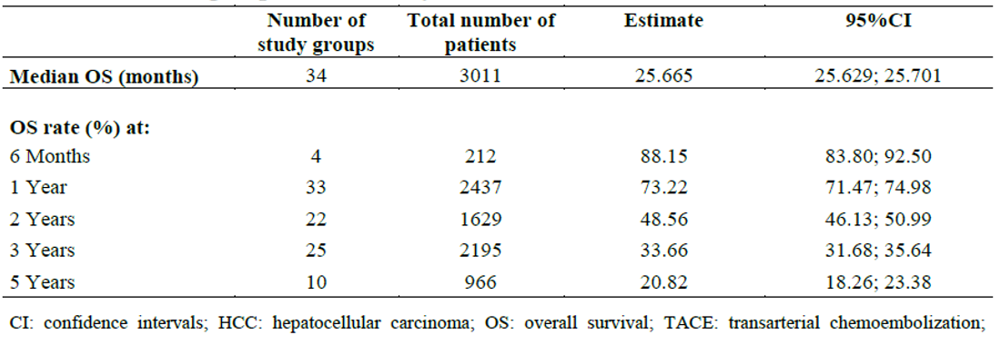 Number of study groups Total number of patients Estimate 95%CI
Median OS (months) 34 3011 25.665 25.629; 25.701
OS rate (%) at:
6 Months 4 212 88.15 83.80; 92.50
1 Year 33 2437 73.22 71.47; 74.98
2 Years 22 1629 48.56 46.13; 50.99
3 Years 25 2195 33.66 31.68; 35.64
5 Years 10 966 20.82 18.26; 23.38
CI: confidence intervals; HCC: hepatocellular carcinoma; OS: overall survival; TACE: transarterial chemoembolization;